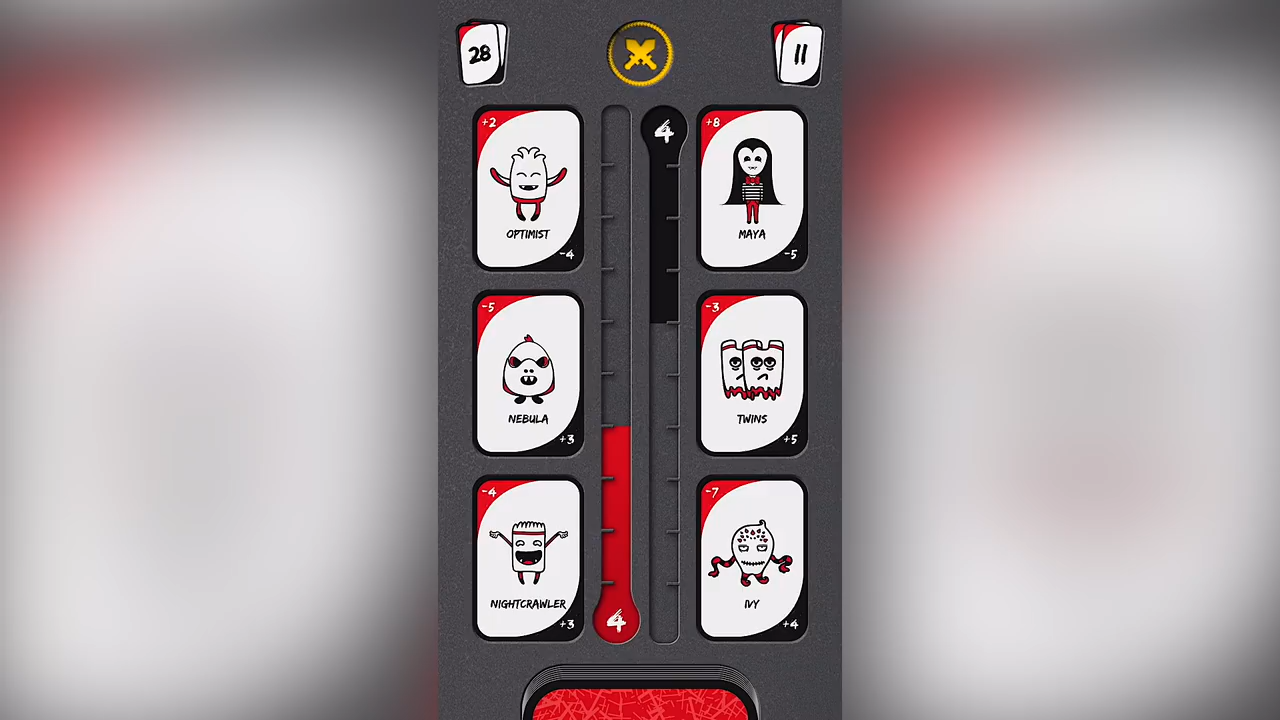 28
11
+2
OPTIMIST
-4
4
+8
MAYA
-5
-5
NEBULA
+3
-3
TWINS
+5
-4
NIGHTCRAWLER
+3
4
-7
IVY
+4